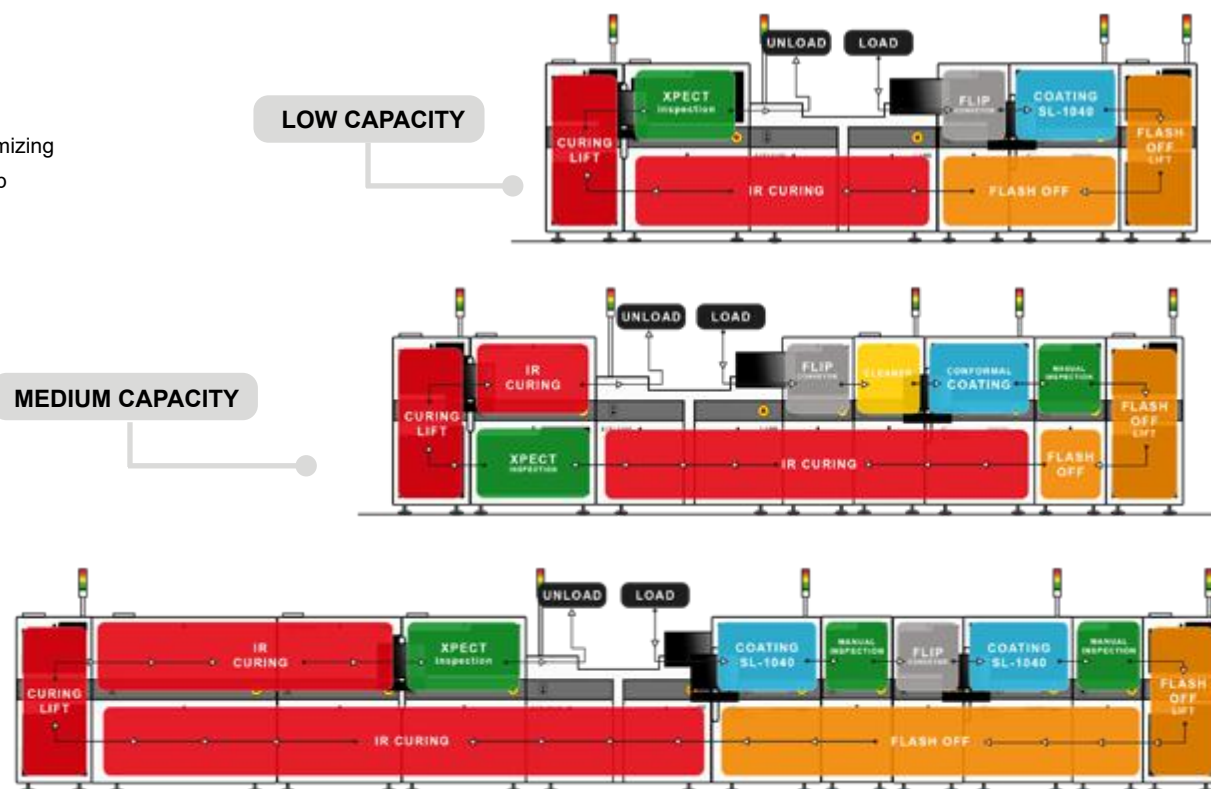 mizing
LOW CAPACITY
UNLOAD
LOAD
XPECT
Inspection
FLIP
COATING
SL-1040
CURING
LIFT
FLASH
OFF
LIFT
IR CURING
FLASH OFF
MEDIUM CAPACITY
UNLOAD
LOAD
IR
CURING
FLIP
CLEANER
CONFORMAL
COATING
MANUAL
INSPECTION
CURING
LIFT
FLASH
OFF
LIFT
XPECT
INSPECTION
IR CURING
FLASH
OFF
UNLOAD
LOAD
IR
CURING
XPECT
Inspection
COATING
SL-1040
MANUAL
INSPECTION
FLIP
COATING
SL-1040
MANUAL
INSPECTION
CURING
LIFT
FLASH
OFF
LIFT
IR CURING
FLASH OFF